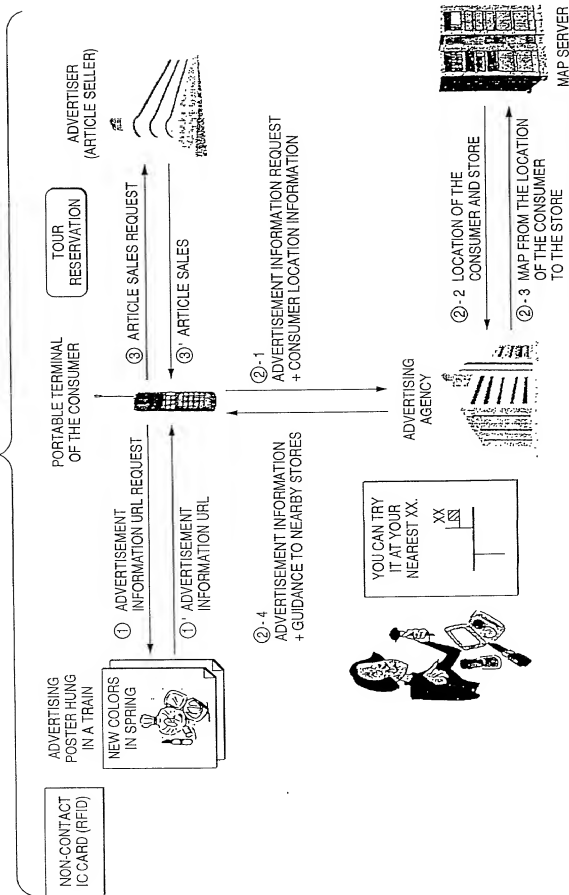 NON-CONTACT
IC CARD (RFID)
ADVERTISING
POSTER HUNG
IN A TRAIN
NEW COLORS
IN SPRING
① ADVERTISEMENT
INFORMATION URL REQUEST
①' ADVERTISEMENT
INFORMATION URL
PORTABLE TERMINAL
OF THE CONSUMER
TOUR
RESERVATION
③ ARTICLE SALES REQUEST
③' ARTICLE SALES
ADVERTISER
(ARTICLE SELLER)
②-4
ADVERTISEMENT INFORMATION
+ GUIDANCE TO NEARBY STORES
②-1
ADVERTISEMENT INFORMATION REQUEST
+ CONSUMER LOCATION INFORMATION
YOU CAN TRY
IT AT YOUR
NEAREST XX.
XX
ADVERTISING
AGENCY
②-2 LOCATION OF THE
CONSUMER AND STORE
②-3 MAP FROM THE LOCATION
OF THE CONSUMER
TO THE STORE
MAP SERVER